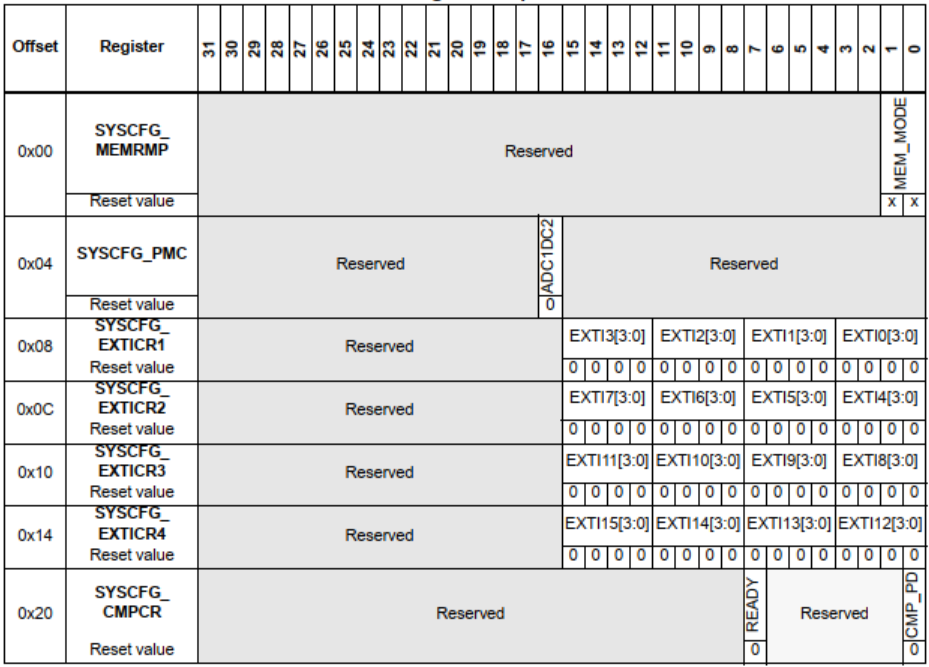 Offset Register 31 30 29 28 27 26 25 24 23 22 21 20 19 18 17 16 15 14 13 12 11 10 9 8 7 6 5 4 3 2 1 0
0x00 SYSCFG_ Reserved MEM_MODE
MEMRMP
Reset value x x
0x04 SYSCFG_PMC Reserved ADC1DC2 Reserved
Reset value 0
0x08 SYSCFG_ Reserved EXTI3[3:0] EXTI2[3:0] EXTI1[3:0] EXTI0[3:0]
EXTICR1
Reset value 0 0 0 0 0 0 0 0 0 0 0 0 0 0 0 0
0x0C SYSCFG_ Reserved EXTI7[3:0] EXTI6[3:0] EXTI5[3:0] EXTI4[3:0]
EXTICR2
Reset value 0 0 0 0 0 0 0 0 0 0 0 0 0 0 0 0
0x10 SYSCFG_ Reserved EXTI11[3:0] EXTI10[3:0] EXTI9[3:0] EXTI8[3:0]
EXTICR3
Reset value 0 0 0 0 0 0 0 0 0 0 0 0 0 0 0 0
0x14 SYSCFG_ Reserved EXTI15[3:0] EXTI14[3:0] EXTI13[3:0] EXTI12[3:0]
EXTICR4
Reset value 0 0 0 0 0 0 0 0 0 0 0 0 0 0 0 0
0x20 SYSCFG_ Reserved READY Reserved CMP_PD
CMPCR
Reset value 0 0